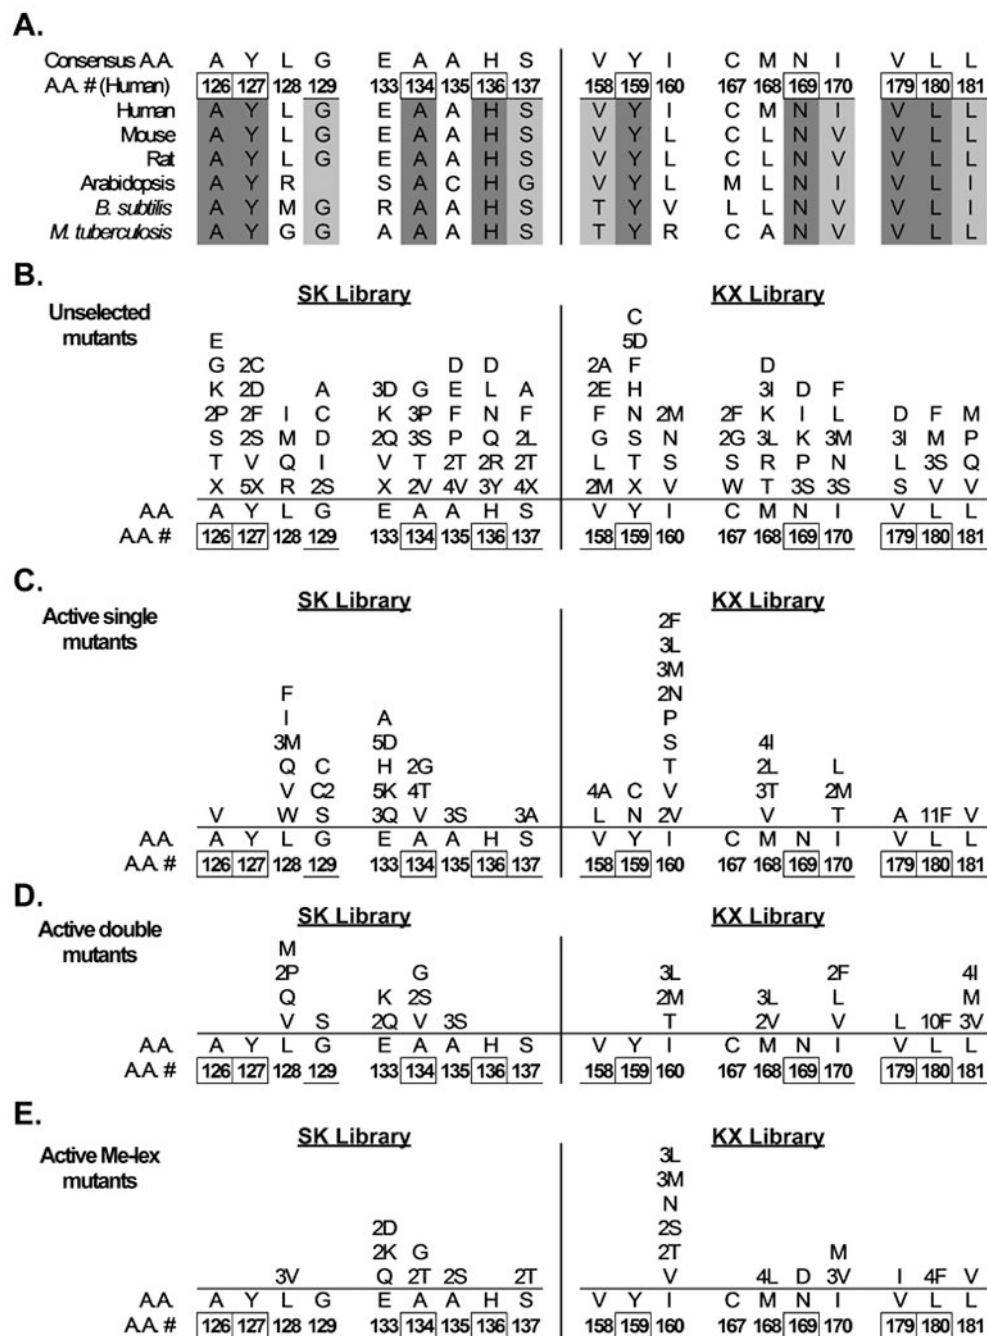 A.
Consensus A.A. A Y L G E A A H S V Y I C M N I V L L
A.A. # (Human) 126 127 128 129 133 134 135 136 137 158 159 160 167 168 169 170 179 180 181
Human A Y L G E A A H S V Y I C M N I V L L
Mouse A Y L G E A A H S V Y L C L N V V L L
Rat A Y L G E A A H S V Y L C L N V V L L
Arabidopsis A Y R S A C H G V Y L M L N I V L I
B. subtilis A Y M G R A A H S T Y V L L N V V L I
M. tuberculosis A Y G G A A A H S T Y R C A N V V L L
B.
SK Library KX Library
Unselected
mutants
C
E 5D
G 2C D D 2A F D
K 2D A 3D G E L A 2E H 3I D F
2P 2F I C K 3P F N F F N 2M 2F K I L D F M
S 2S M D 2Q 3S P Q 2L G S N 2G 3L K 3M 3I M P
T V Q I V T 2T 2R 2T L T S S R P N L 3S Q
X 5X R 2S X 2V 4V 3Y 4X 2M X V W T 3S 3S S V V
A.A. A Y L G E A A H S V Y I C M N I V L L
A.A. # 126 127 128 129 133 134 135 136 137 158 159 160 167 168 169 170 179 180 181
C.
SK Library KX Library
Active single
mutants
2F
3L
3M
F 2N
I A P
3M 5D S 4I
Q C H 2G T 2L L
V C2 5K 4T 4A C V 3T 2M
V W S 3Q V 3S 3A L N 2V V T A 11F V
A.A. A Y L G E A A H S V Y I C M N I V L L
A.A. # 126 127 128 129 133 134 135 136 137 158 159 160 167 168 169 170 179 180 181
D.
SK Library KX Library
Active double
mutants
M
2P G 3L 2F 4I
Q K 2S 2M 3L L M
V S 2Q V 3S T 2V V L 10F 3V
A.A. A Y L G E A A H S V Y I C M N I V L L
A.A. # 126 127 128 129 133 134 135 136 137 158 159 160 167 168 169 170 179 180 181
E.
SK Library KX Library
Active Me-lex
mutants
3L
3M
N
2D 2S
2K G 2T M
3V Q 2T 2S 2T V 4L D 3V I 4F V
A.A. A Y L G E A A H S V Y I C M N I V L L
A.A. # 126 127 128 129 133 134 135 136 137 158 159 160 167 168 169 170 179 180 181